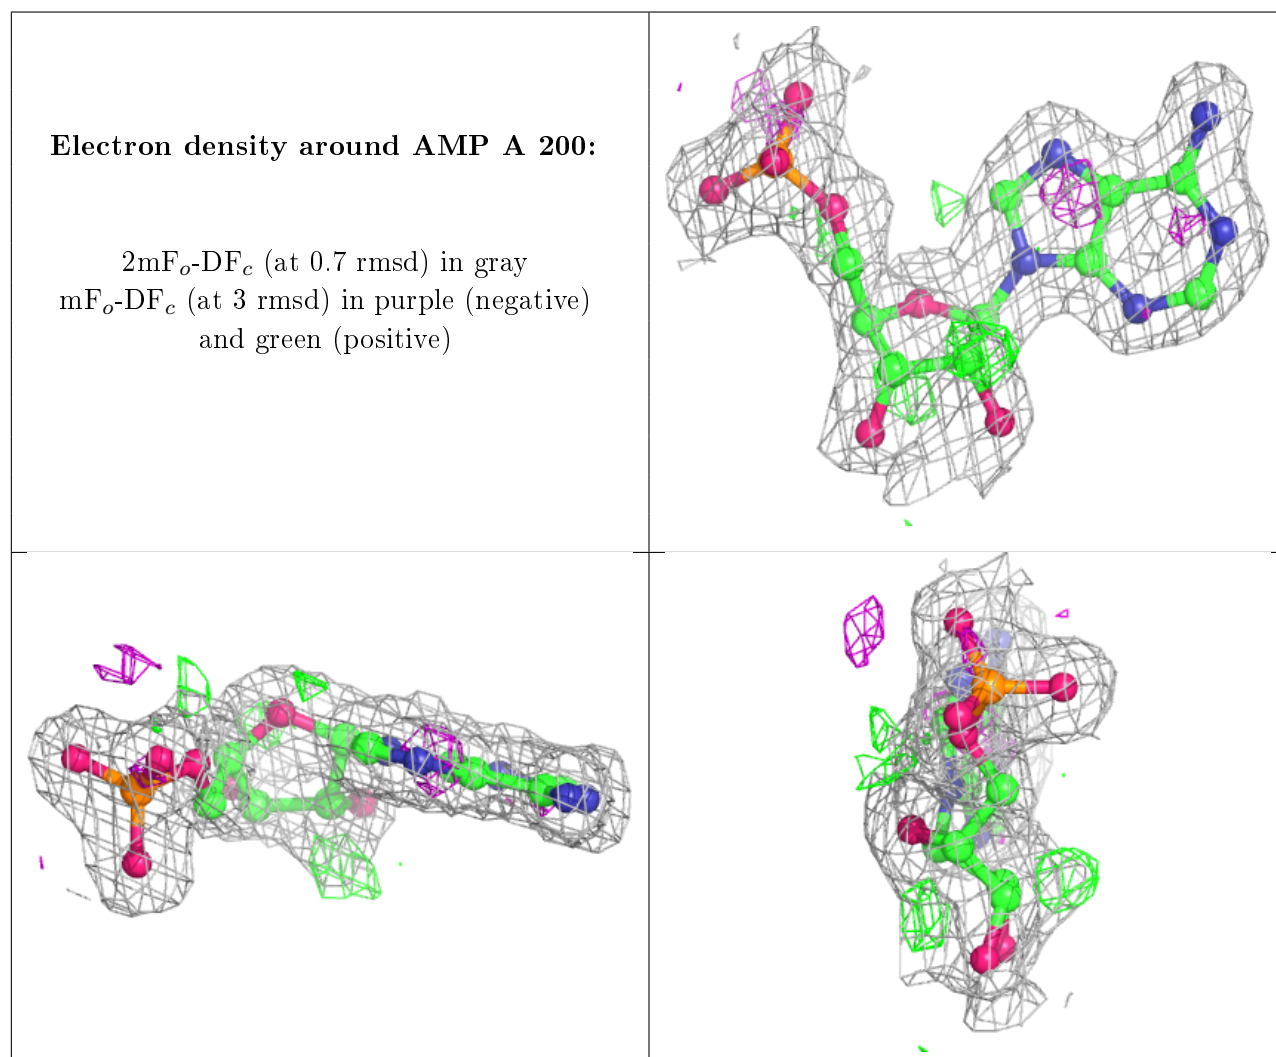 Electron density around AMP A 200:
2mFo-DFc (at 0.7 rmsd) in gray
mFo-DFc (at 3 rmsd) in purple (negative)
and green (positive)